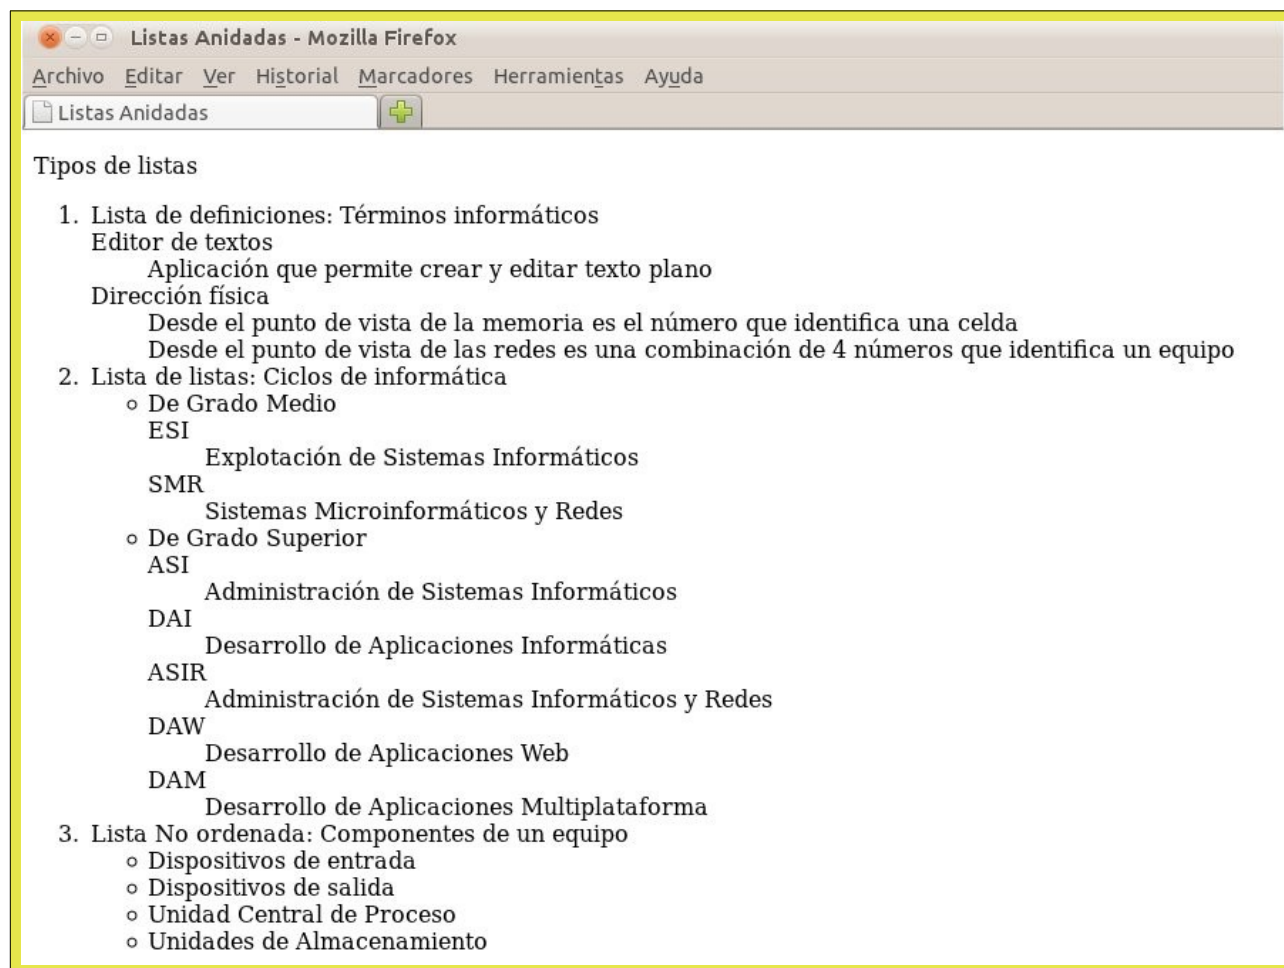 Listas Anidadas - Mozilla Firefox
Archivo Editar Ver Historial Marcadores Herramientas Ayuda
Listas Anidadas
Tipos de listas
1. Lista de definiciones: Términos informáticos
Editor de textos
Aplicación que permite crear y editar texto plano
Dirección física
Desde el punto de vista de la memoria es el número que identifica una celda
Desde el punto de vista de las redes es una combinación de 4 números que identifica un equipo
2. Lista de listas: Ciclos de informática
◦ De Grado Medio
ESI
Explotación de Sistemas Informáticos
SMR
Sistemas Microinformáticos y Redes
◦ De Grado Superior
ASI
Administración de Sistemas Informáticos
DAI
Desarrollo de Aplicaciones Informáticas
ASIR
Administración de Sistemas Informáticos y Redes
DAW
Desarrollo de Aplicaciones Web
DAM
Desarrollo de Aplicaciones Multiplataforma
3. Lista No ordenada: Componentes de un equipo
◦ Dispositivos de entrada
◦ Dispositivos de salida
◦ Unidad Central de Proceso
◦ Unidades de Almacenamiento